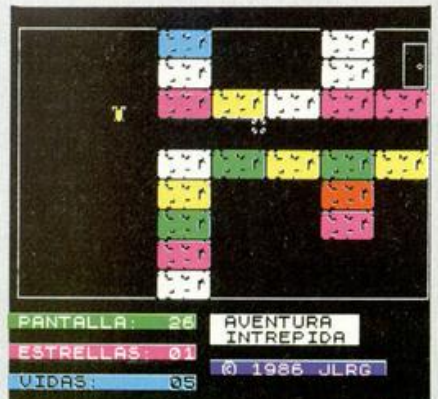 PANTALLA: 26
ESTRELLAS: 01
VIDAS: 05
AVENTURA
INTREPIDA
© 1986 JLRG